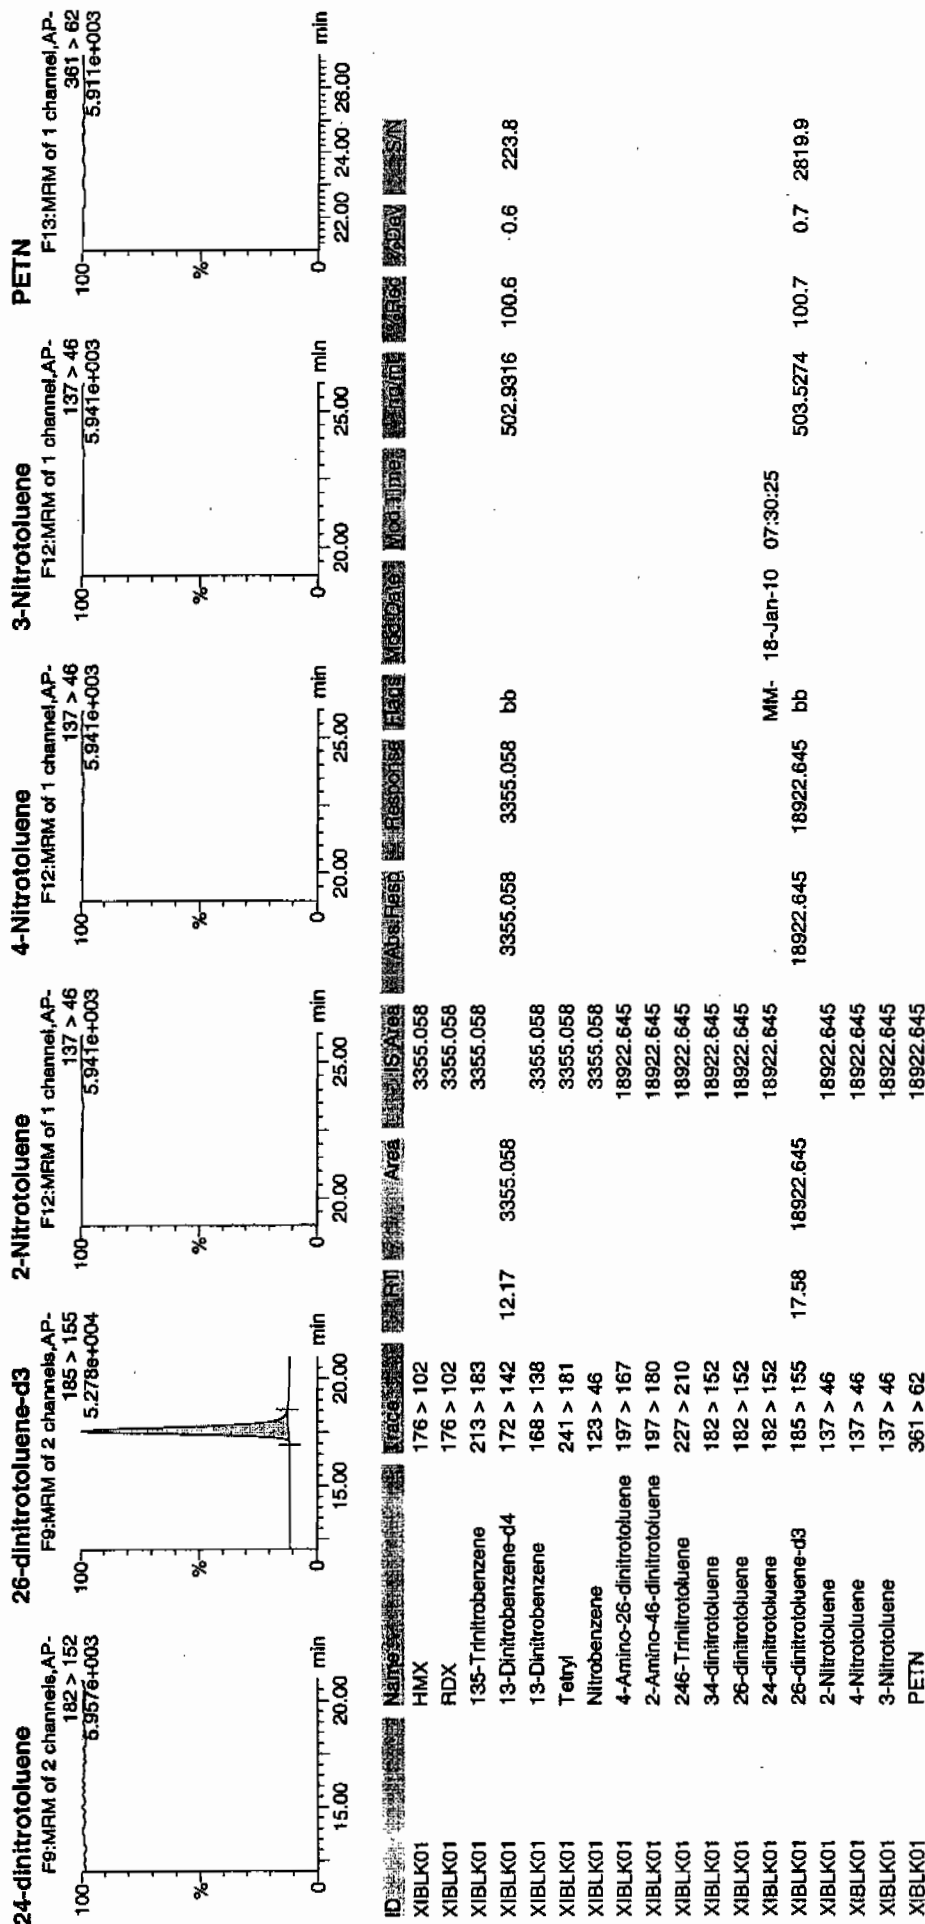 24-dinitrotoluene
F9:MRM of 2 channels,AP-
182 > 152
5.957e+003
100
%
0
15.00 20.00 min
26-dinitrotoluene-d3
F9:MRM of 2 channels,AP-
185 > 155
5.278e+004
100
%
0
15.00 20.00 min
2-Nitrotoluene
F12:MRM of 1 channel,AP-
137 > 46
5.941e+003
100
%
0
20.00 25.00 min
4-Nitrotoluene
F12:MRM of 1 channel,AP-
137 > 46
5.941e+003
100
%
0
20.00 25.00 min
3-Nitrotoluene
F12:MRM of 1 channel,AP-
137 > 46
5.941e+003
100
%
0
20.00 25.00 min
PETN
F13:MRM of 1 channel,AP-
361 > 62
5.911e+003
100
%
0
22.00 24.00 26.00 min
ID Name Trace RT Area IS Area Abs.Resp Response Flags Mod.Date Mod.Time ng/mL %Rec %Dev S/N
XIBLK01 HMX 176 > 102 3355.058
XIBLK01 RDX 176 > 102 3355.058
XIBLK01 135-Trinitrobenzene 213 > 183 3355.058
XIBLK01 13-Dinitrobenzene-d4 172 > 142 12.17 3355.058 3355.058 3355.058 bb 502.9316 100.6 0.6 223.8
XIBLK01 13-Dinitrobenzene 168 > 138 3355.058
XIBLK01 Tetryl 241 > 181 3355.058
XIBLK01 Nitrobenzene 123 > 46 3355.058
XIBLK01 4-Amino-26-dinitrotoluene 197 > 167 18922.645
XIBLK01 2-Amino-46-dinitrotoluene 197 > 180 18922.645
XIBLK01 246-Trinitrotoluene 227 > 210 18922.645
XIBLK01 34-dinitrotoluene 182 > 152 18922.645
XIBLK01 26-dinitrotoluene 182 > 152 18922.645
XIBLK01 24-dinitrotoluene 182 > 152 18922.645 MM- 18-Jan-10 07:30:25
XIBLK01 26-dinitrotoluene-d3 185 > 155 17.58 18922.645 18922.645 18922.645 bb 503.5274 100.7 0.7 2819.9
XIBLK01 2-Nitrotoluene 137 > 46 18922.645
XIBLK01 4-Nitrotoluene 137 > 46 18922.645
XIBLK01 3-Nitrotoluene 137 > 46 18922.645
XIBLK01 PETN 361 > 62 18922.645